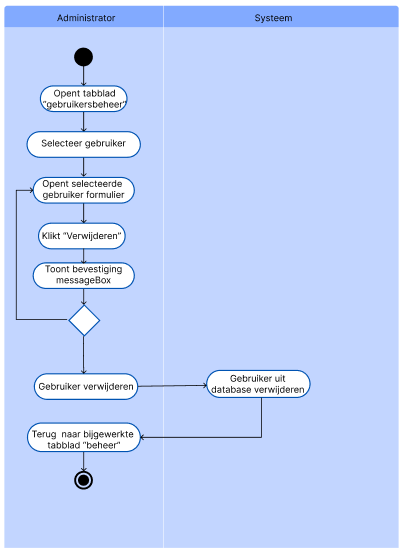 Administrator
Systeem
Opent tabblad
"gebruikersbeheer"
Selecteer gebruiker
Opent selecteerde
gebruiker formulier
Klikt "Verwijderen"
Toont bevestiging
messageBox
Gebruiker verwijderen
Gebruiker uit
database verwijderen
Terug naar bijgewerkte
tabblad "beheer"